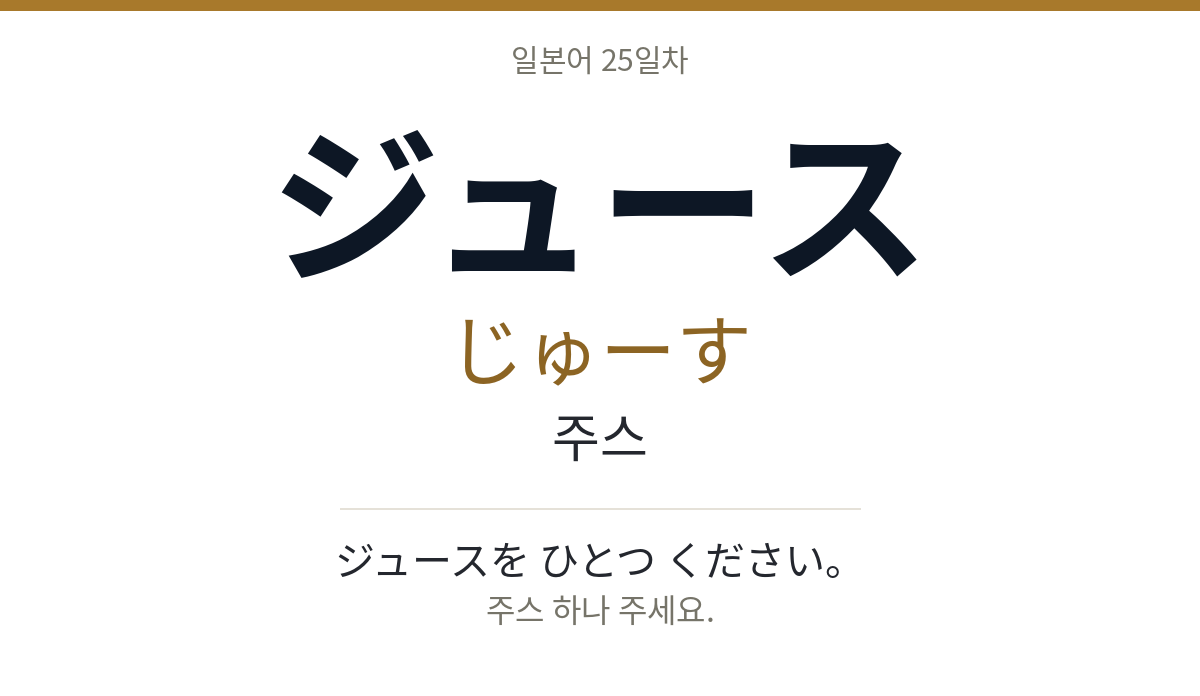 일본어 25일차
ジュース
じゅーす
주스
ジュースを ひとつ ください。
주스 하나 주세요.